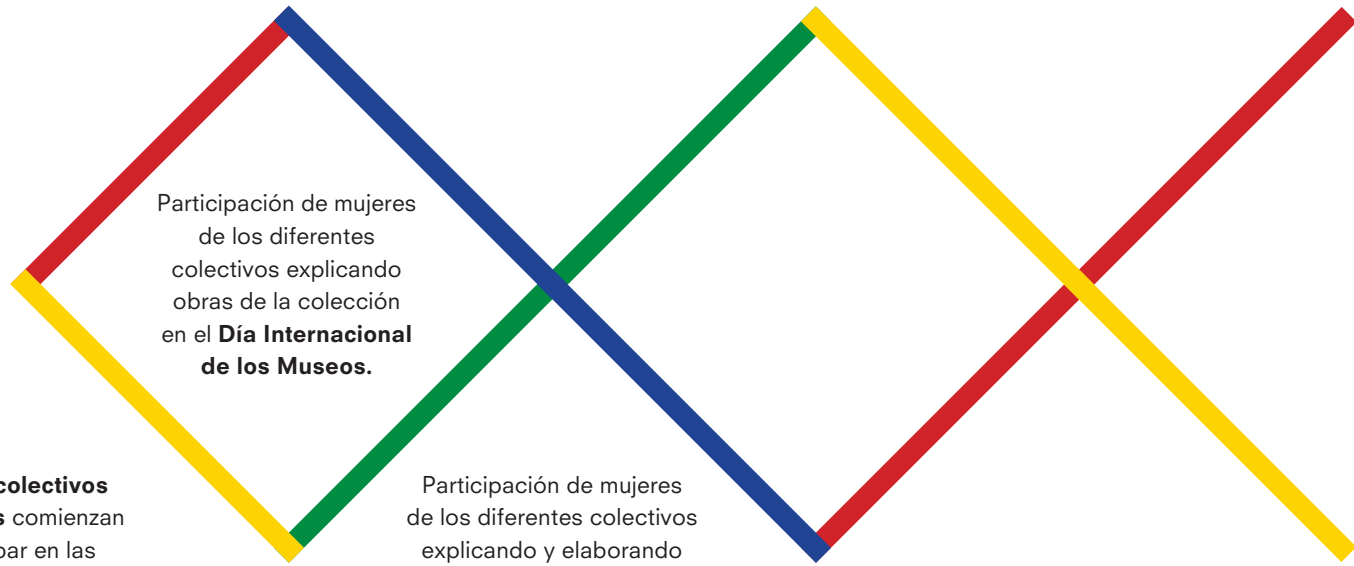 Participación de mujeres
de los diferentes
colectivos explicando
obras de la colección
en el Día Internacional
de los Museos.
colectivos
comienzan
en las
Participación de mujeres
de los diferentes colectivos
explicando y elaborando